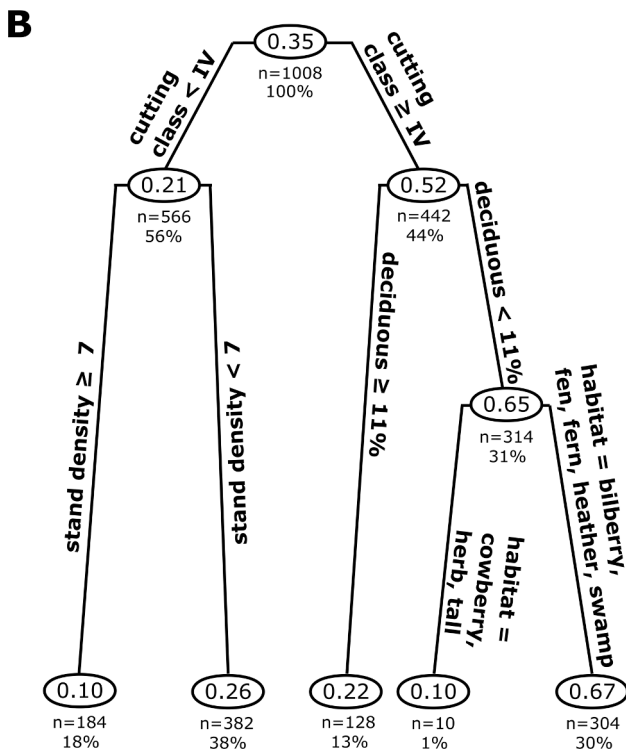 B
0.35
n=1008
100%
cutting
class < IV
cutting
class ≥ IV
0.21
n=566
56%
0.52
n=442
44%
stand density ≥ 7
stand density < 7
deciduous ≥ 11%
deciduous < 11%
0.65
n=314
31%
habitat =
cowberry,
herb, tall
habitat = bilberry,
fen, fern, heather, swamp
0.10
n=184
18%
0.26
n=382
38%
0.22
n=128
13%
0.10
n=10
1%
0.67
n=304
30%